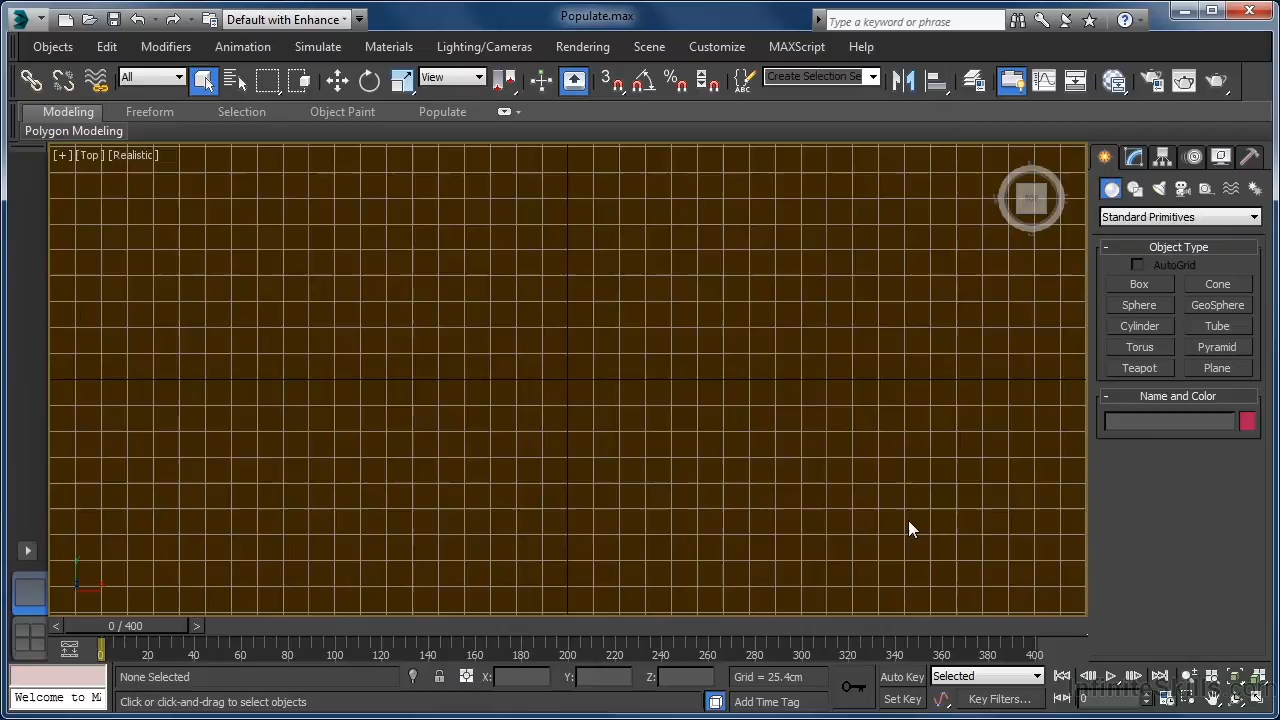 Default with Enhance
Populate.max
Type a keyword or phrase
Objects Edit Modifiers Animation Simulate Materials Lighting/Cameras Rendering Scene Customize MAXScript Help
All View 3 % ABC Create Selection Se
Modeling Freeform Selection Object Paint Populate
Polygon Modeling
[+][Top][Realistic]
TOP
Standard Primitives
- Object Type
AutoGrid
Box Cone
Sphere GeoSphere
Cylinder Tube
Torus Pyramid
Teapot Plane
- Name and Color
< 0 / 400 >
0 20 40 60 80 100 120 140 160 180 200 220 240 260 280 300 320 340 360 380 400
None Selected X: Y: Z: Grid = 25.4cm Auto Key Selected
Welcome to M Click or click-and-drag to select objects Add Time Tag Set Key Key Filters... 0
infiniteskills.com